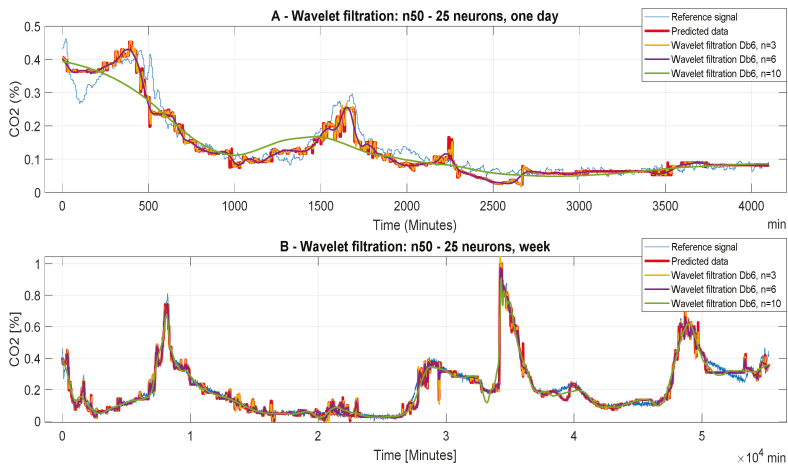 A - Wavelet filtration: n50 - 25 neurons, one day
Reference signal
Predicted data
Wavelet filtration Db6, n=3
Wavelet filtration Db6, n=6
Wavelet filtration Db6, n=10
CO2 (%)
0.5
0.4
0.3
0.2
0.1
0
0 500 1000 1500 2000 2500 3000 3500 4000
Time (Minutes)
min
B - Wavelet filtration: n50 - 25 neurons, week
Reference signal
Predicted data
Wavelet filtration Db6, n=3
Wavelet filtration Db6, n=6
Wavelet filtration Db6, n=10
CO2 [%]
1
0.8
0.6
0.4
0.2
0
0 1 2 3 4 5
Time [Minutes]
×10^4 min